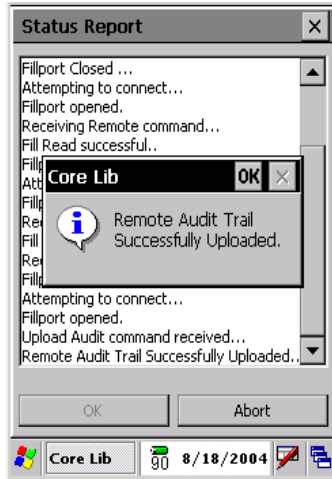 Status Report
Fillport Closed ...
Attempting to connect...
Fillport opened.
Receiving Remote command...
Fill Read successful..
Core Lib OK
Remote Audit Trail
Successfully Uploaded.
Attempting to connect...
Fillport opened.
Upload Audit command received...
Remote Audit Trail Successfully Uploaded..
OK Abort
Core Lib 90 8/18/2004